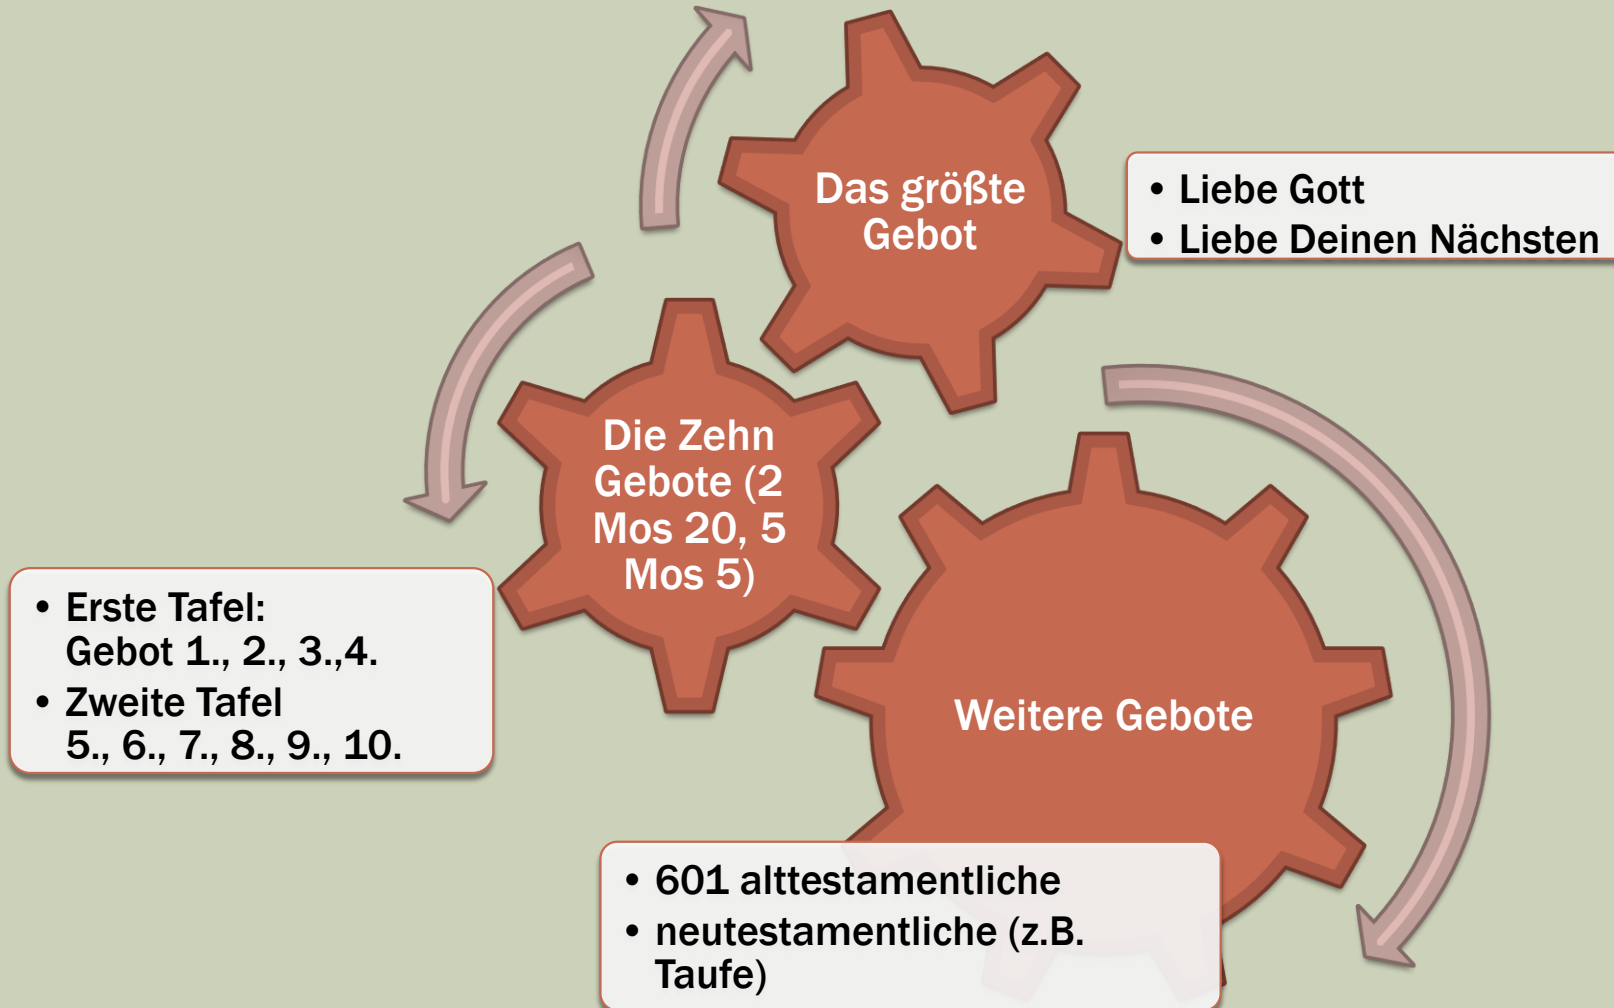 Das größte
Gebot
• Liebe Gott
• Liebe Deinen Nächsten
Die Zehn
Gebote (2
Mos 20, 5
Mos 5)
• Erste Tafel:
Gebot 1., 2., 3.,4.
• Zweite Tafel
5., 6., 7., 8., 9., 10.
Weitere Gebote
• 601 alttestamentliche
• neutestamentliche (z.B.
Taufe)